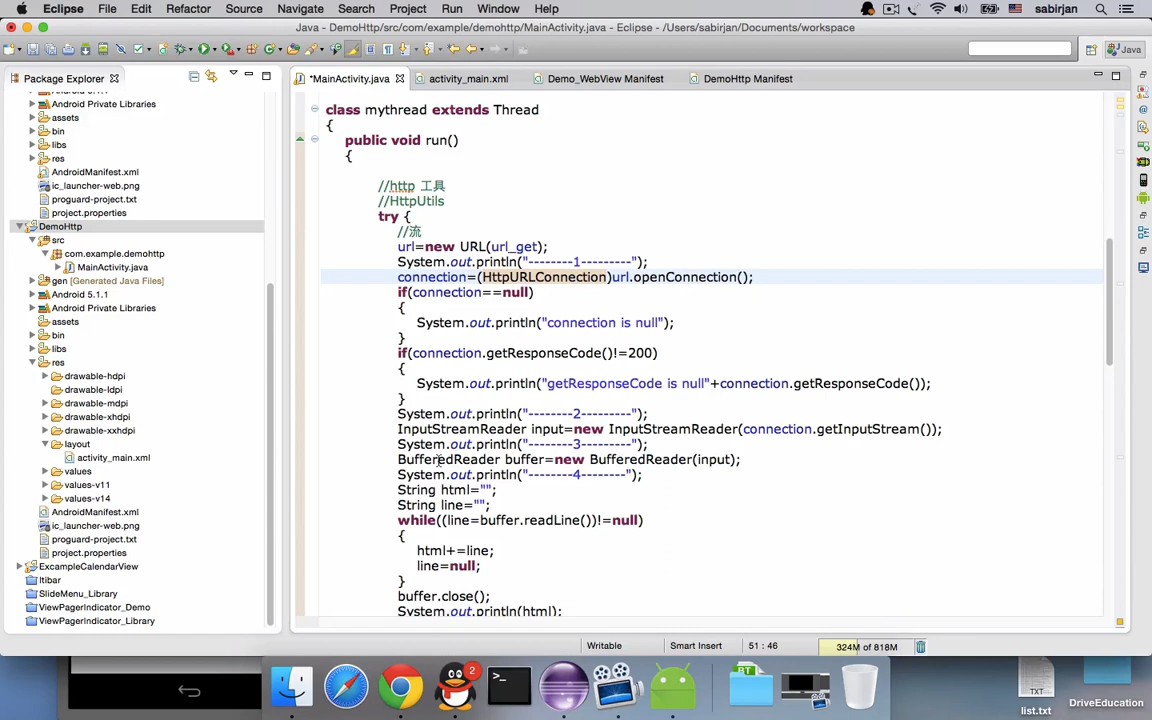 Eclipse File Edit Refactor Source Navigate Search Project Run Window Help sabirjan
Java - DemoHttp/src/com/example/demohttp/MainActivity.java - Eclipse - /Users/sabirjan/Documents/workspace
Java
Package Explorer
*MainActivity.java activity_main.xml Demo_WebView Manifest DemoHttp Manifest
Android Private Libraries
assets
bin
libs
res
AndroidManifest.xml
ic_launcher-web.png
proguard-project.txt
project.properties
DemoHttp
src
com.example.demohttp
MainActivity.java
gen [Generated Java Files]
Android 5.1.1
Android Private Libraries
assets
bin
libs
res
drawable-hdpi
drawable-ldpi
drawable-mdpi
drawable-xhdpi
drawable-xxhdpi
layout
activity_main.xml
values
values-v11
values-v14
AndroidManifest.xml
ic_launcher-web.png
proguard-project.txt
project.properties
ExcampleCalendarView
Itibar
SlideMenu_Library
ViewPagerIndicator_Demo
ViewPagerIndicator_Library
class mythread extends Thread
{
public void run()
{
//http 工具
//HttpUtils
try {
//流
url=new URL(url_get);
System.out.println("--------1---------");
connection=(HttpURLConnection)url.openConnection();
if(connection==null)
{
System.out.println("connection is null");
}
if(connection.getResponseCode()!=200)
{
System.out.println("getResponseCode is null"+connection.getResponseCode());
}
System.out.println("--------2---------");
InputStreamReader input=new InputStreamReader(connection.getInputStream());
System.out.println("--------3---------");
BufferedReader buffer=new BufferedReader(input);
System.out.println("--------4---------");
String html="";
String line="";
while((line=buffer.readLine())!=null)
{
html+=line;
line=null;
}
buffer.close();
System.out.println(html);
Writable Smart Insert 51 : 46 324M of 818M
2
BT
TXT
list.txt
DriveEducation